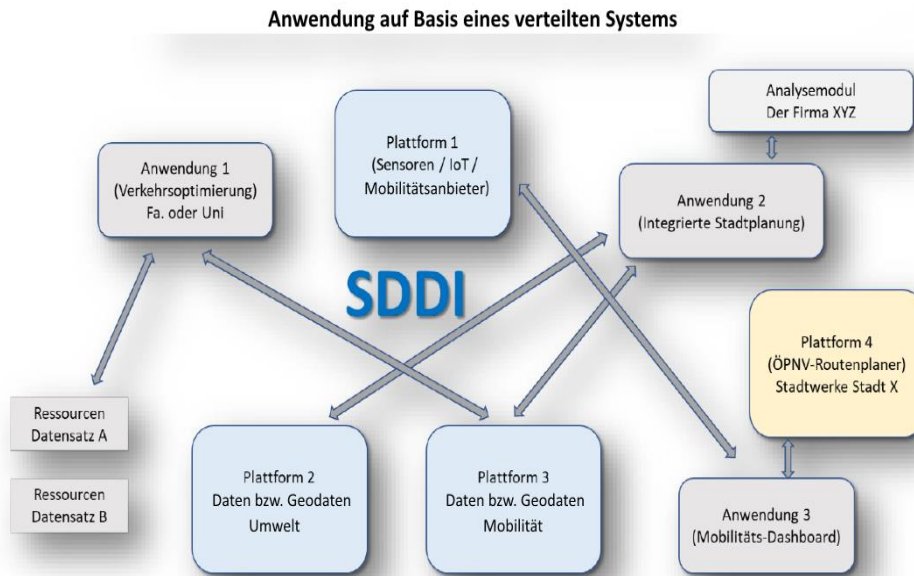 Anwendung auf Basis eines verteilten Systems
Analysemodul
Der Firma XYZ
Plattform 1
(Sensoren / IoT /
Mobilitätsanbieter)
Anwendung 1
(Verkehrsoptimierung)
Fa. oder Uni
Anwendung 2
(Integrierte Stadtplanung)
SDDI
Plattform 4
(ÖPNV-Routenplaner)
Stadtwerke Stadt X
Ressourcen
Datensatz A
Ressourcen
Datensatz B
Plattform 2
Daten bzw. Geodaten
Umwelt
Plattform 3
Daten bzw. Geodaten
Mobilität
Anwendung 3
(Mobilitäts-Dashboard)